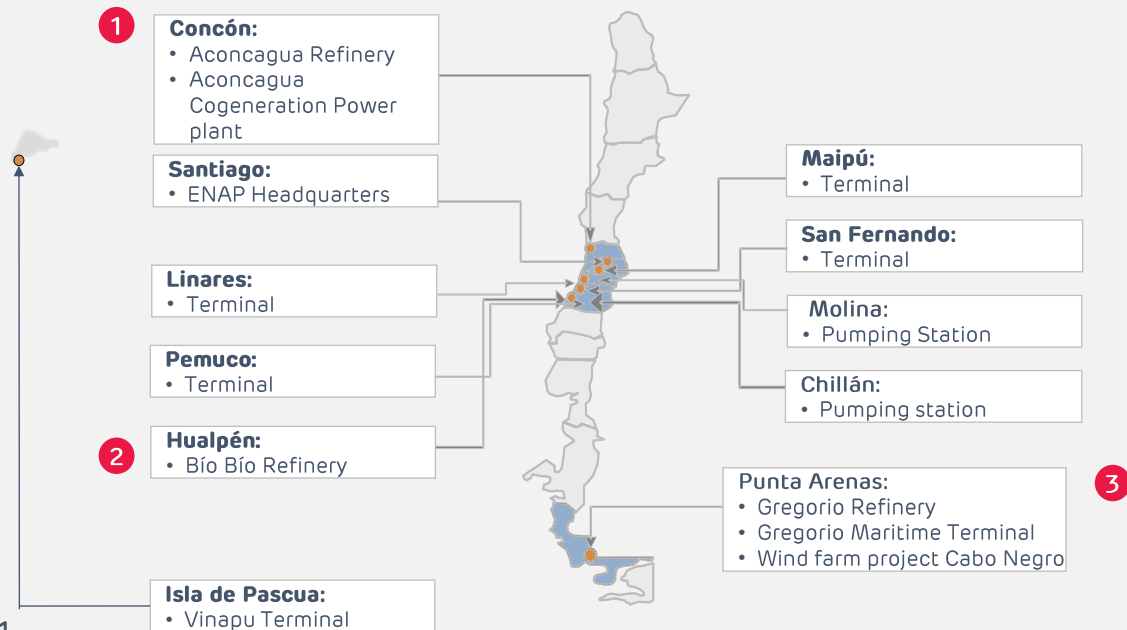 1
Concón:
• Aconcagua Refinery
• Aconcagua
Cogeneration Power
plant
Santiago:
• ENAP Headquarters
Linares:
• Terminal
Pemuco:
• Terminal
2
Hualpén:
• Bío Bío Refinery
Isla de Pascua:
• Vinapu Terminal
Maipú:
• Terminal
San Fernando:
• Terminal
Molina:
• Pumping Station
Chillán:
• Pumping station
3
Punta Arenas:
• Gregorio Refinery
• Gregorio Maritime Terminal
• Wind farm project Cabo Negro